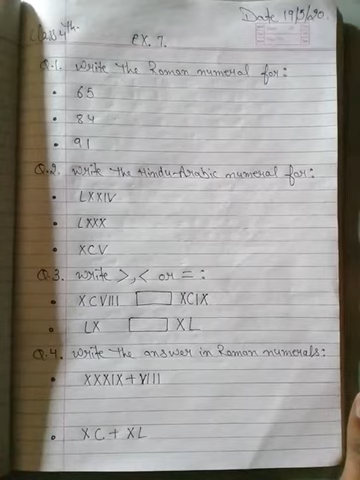 Class 4th.
Date 19/5/20.
Ex. 7.
Q.1. Write the Roman numeral for:
• 65
• 84
• 91
Q.2. Write the Hindu-Arabic numeral for:
• LXXIV
• LXXX
• XCV
Q.3. Write >, < or = :
• XCVIII XCIX
• LX XL
Q.4. Write the answer in Roman numerals:
• XXXIX + VIII
• XC + XL